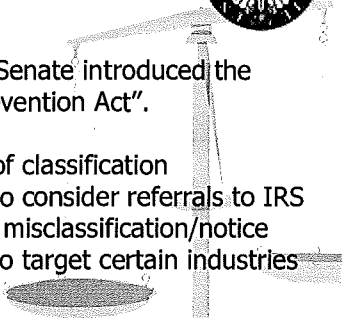 Senate introduced the
vention Act".
of classification
o consider referrals to IRS
misclassification/notice
o target certain industries